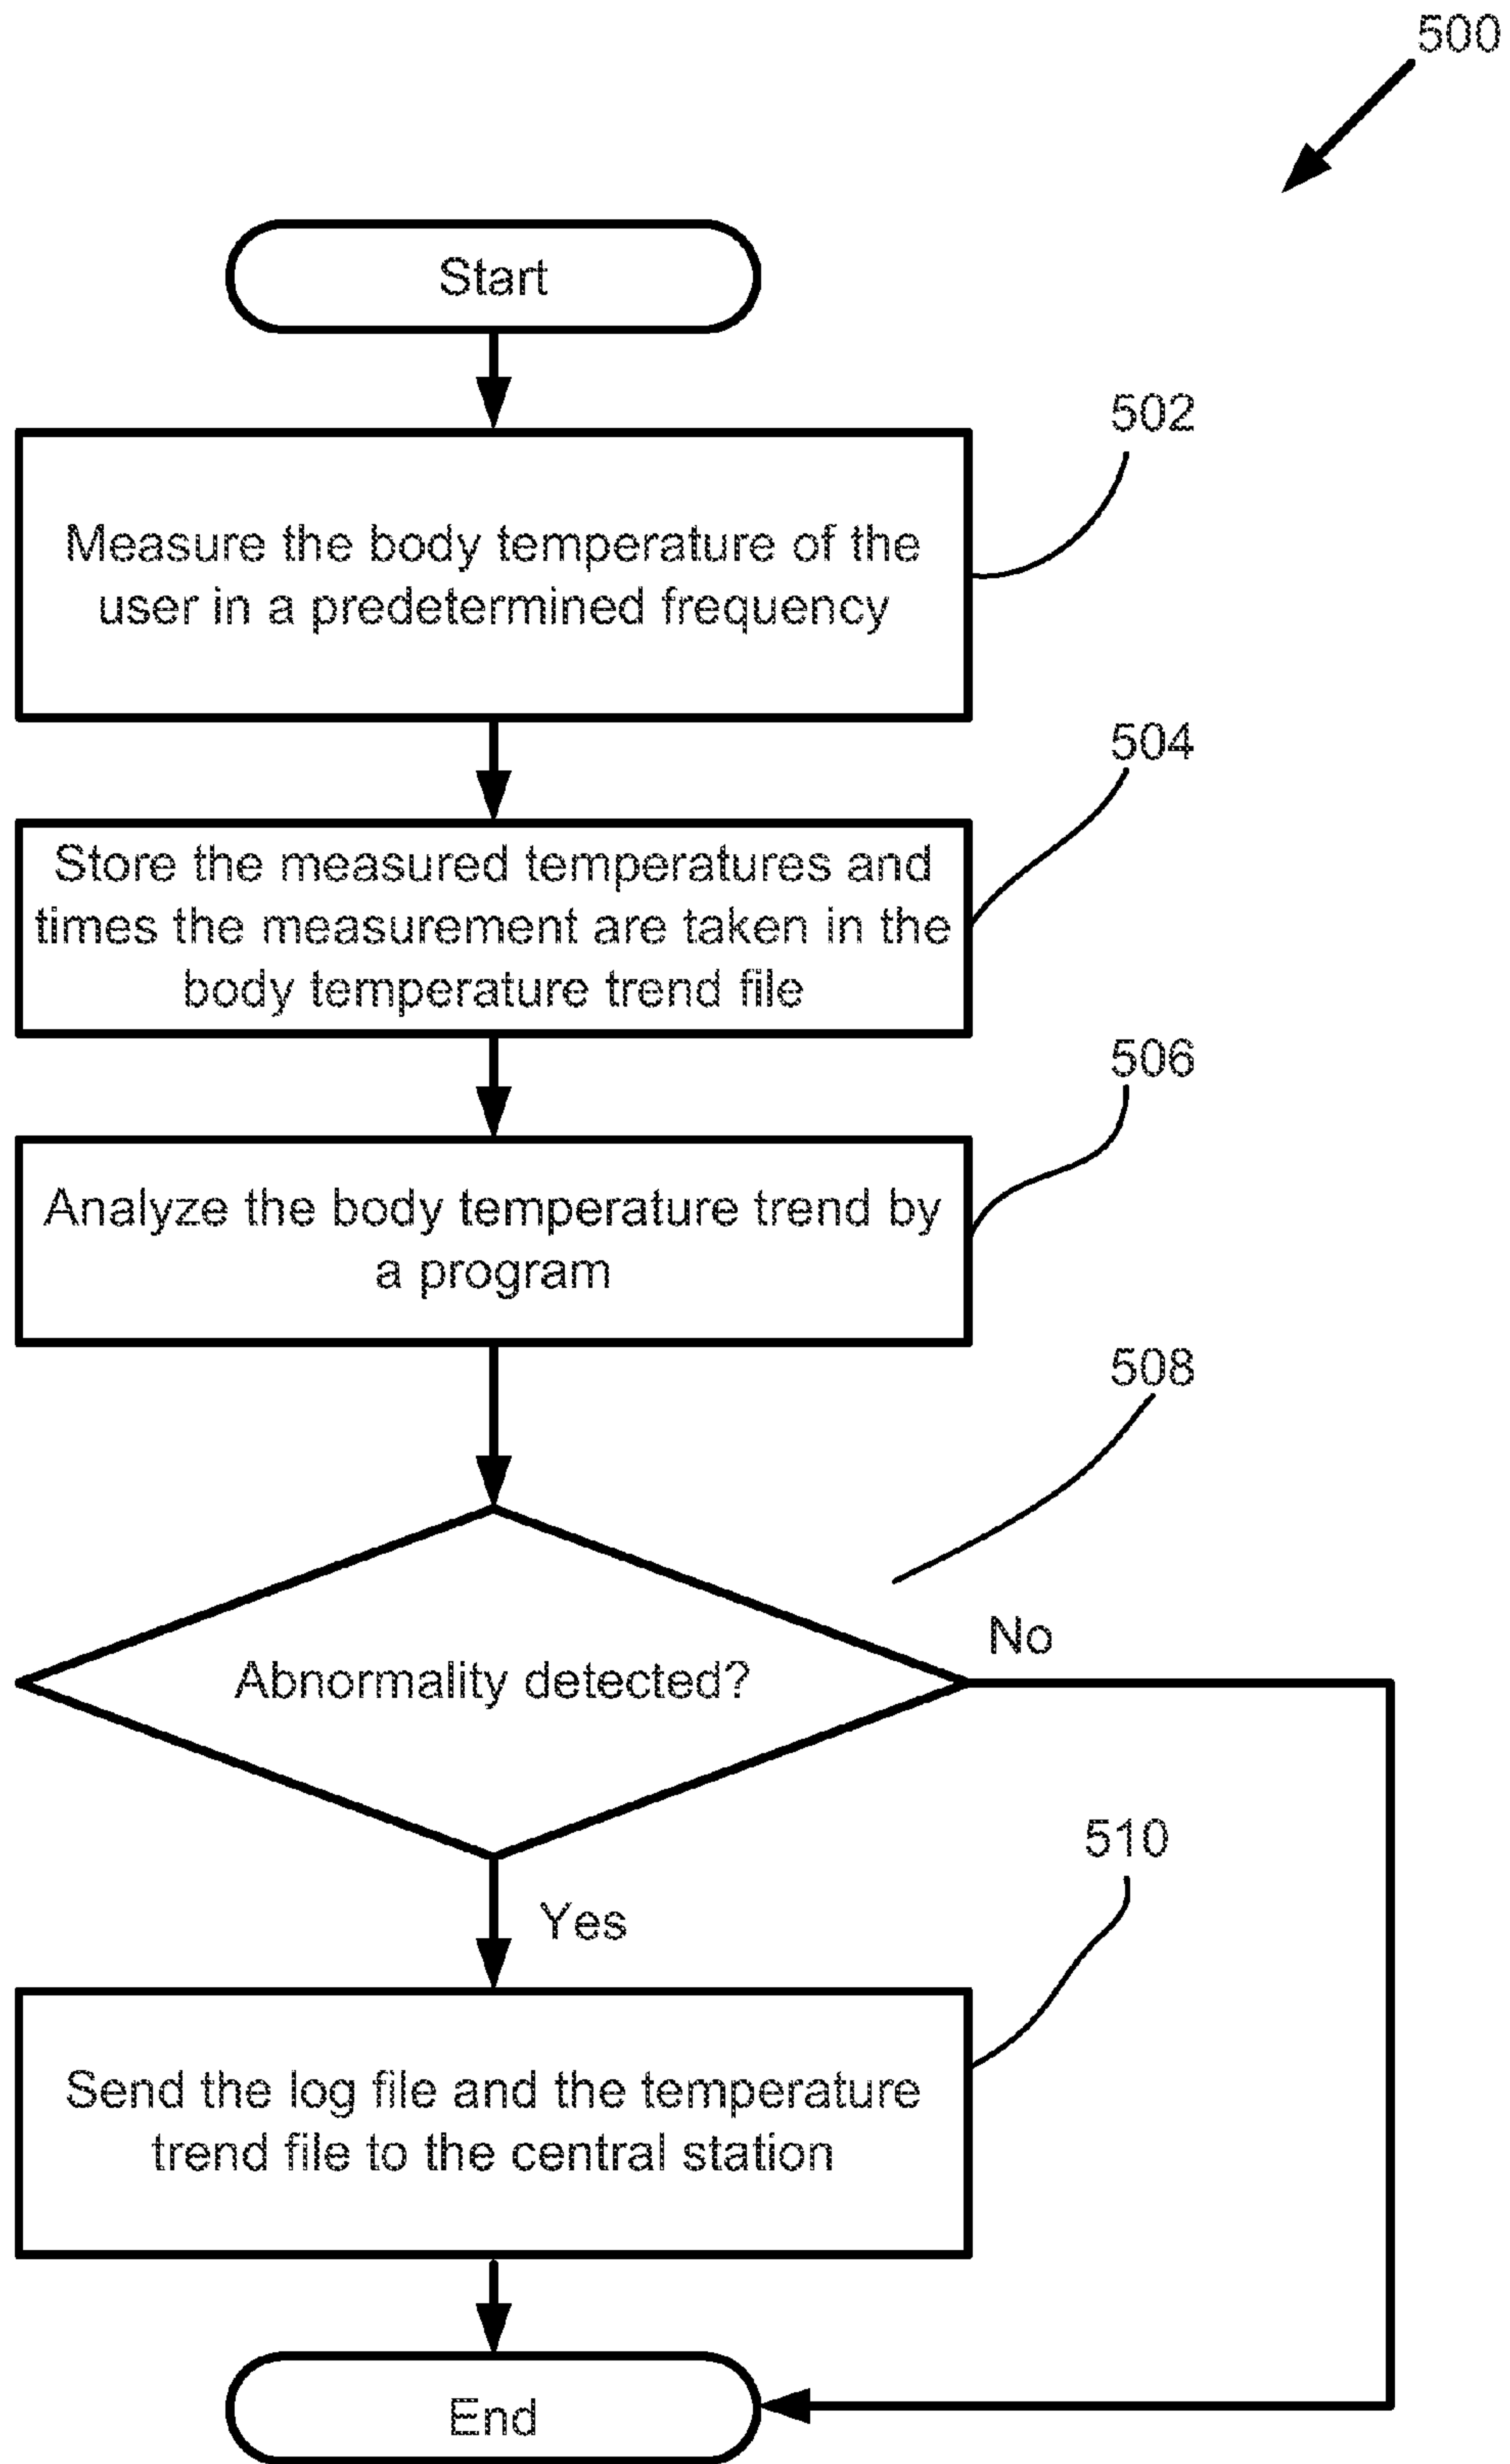 500
Start
502
Measure the body temperature of the
user in a predetermined frequency
504
Store the measured temperatures and
times the measurement are taken in the
body temperature trend file
506
Analyze the body temperature trend by
a program
508
No
Abnormality detected?
510
Yes
Send the log file and the temperature
trend file to the central station
End